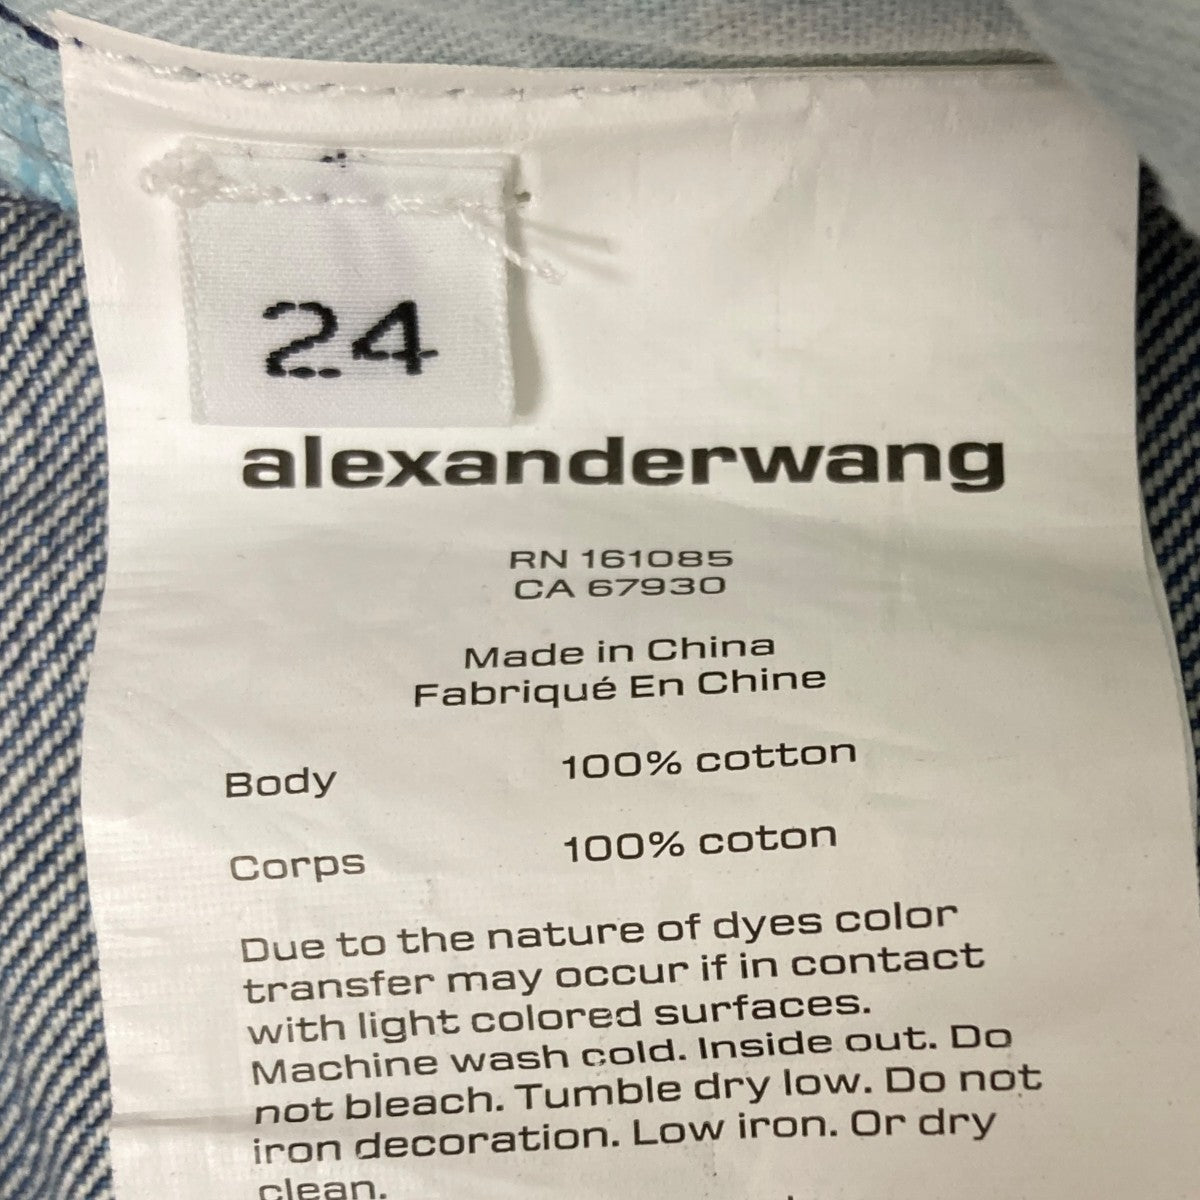 24
alexanderwang
RN 161085
CA 67930
Made in China
Fabriqué En Chine
Body 100% cotton
Corps 100% coton
Due to the nature of dyes color
transfer may occur if in contact
with light colored surfaces.
Machine wash cold. Inside out. Do
not bleach. Tumble dry low. Do not
iron decoration. Low iron. Or dry
clean.